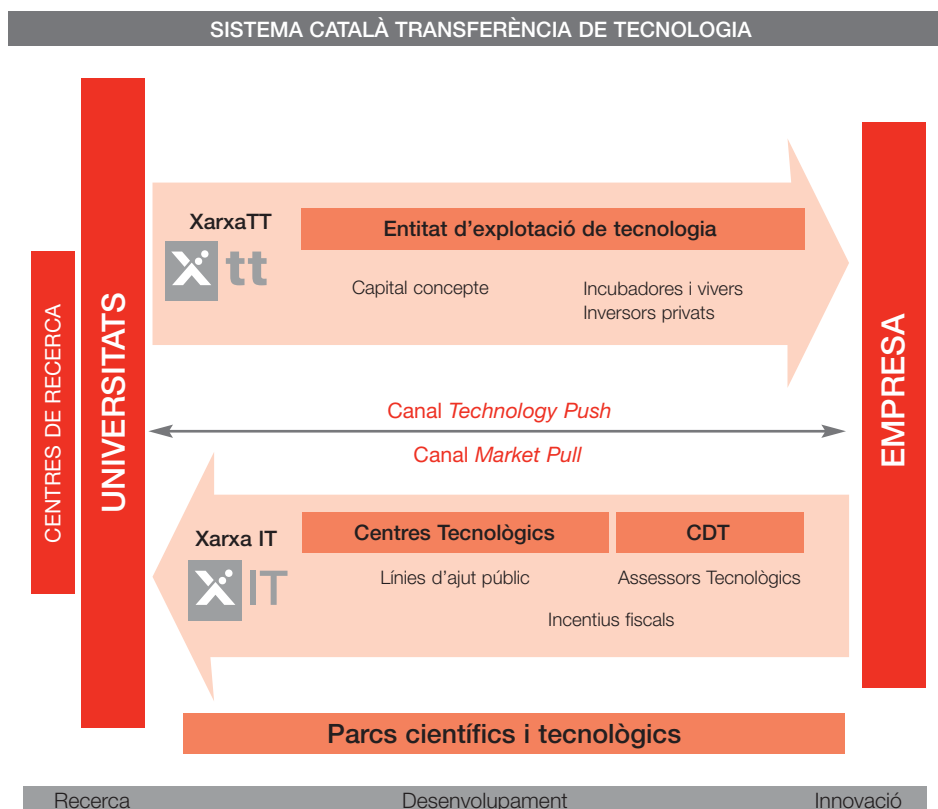 SISTEMA CATALÀ TRANSFERÈNCIA DE TECNOLOGIA
CENTRES DE RECERCA
UNIVERSITATS
XarxaTT
X tt
Entitat d'explotació de tecnologia
Capital concepte
Incubadores i vivers
Inversors privats
Canal Technology Push
Canal Market Pull
EMPRESA
Xarxa IT
X IT
Centres Tecnològics
CDT
Línies d'ajut públic
Assessors Tecnològics
Incentius fiscals
Parcs científics i tecnològics
Recerca
Desenvolupament
Innovació